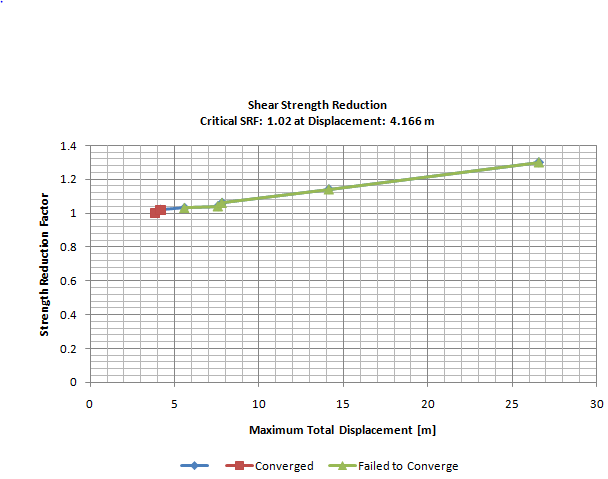 .
Shear Strength Reduction
Critical SRF: 1.02 at Displacement: 4.166 m
Strength Reduction Factor
1.4
1.2
1
0.8
0.6
0.4
0.2
0
0 5 10 15 20 25 30
Maximum Total Displacement [m]
Converged Failed to Converge